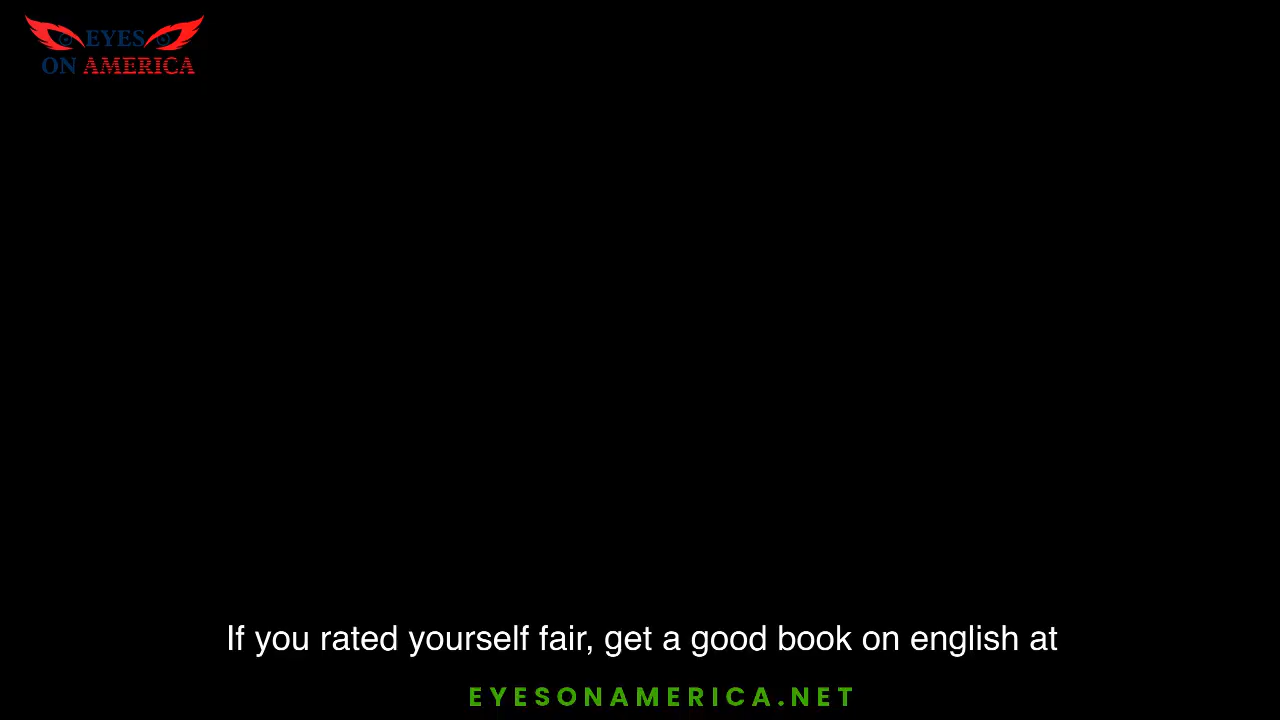 EYES
ON AMERICA
If you rated yourself fair, get a good book on english at
EYESONAMERICA.NET